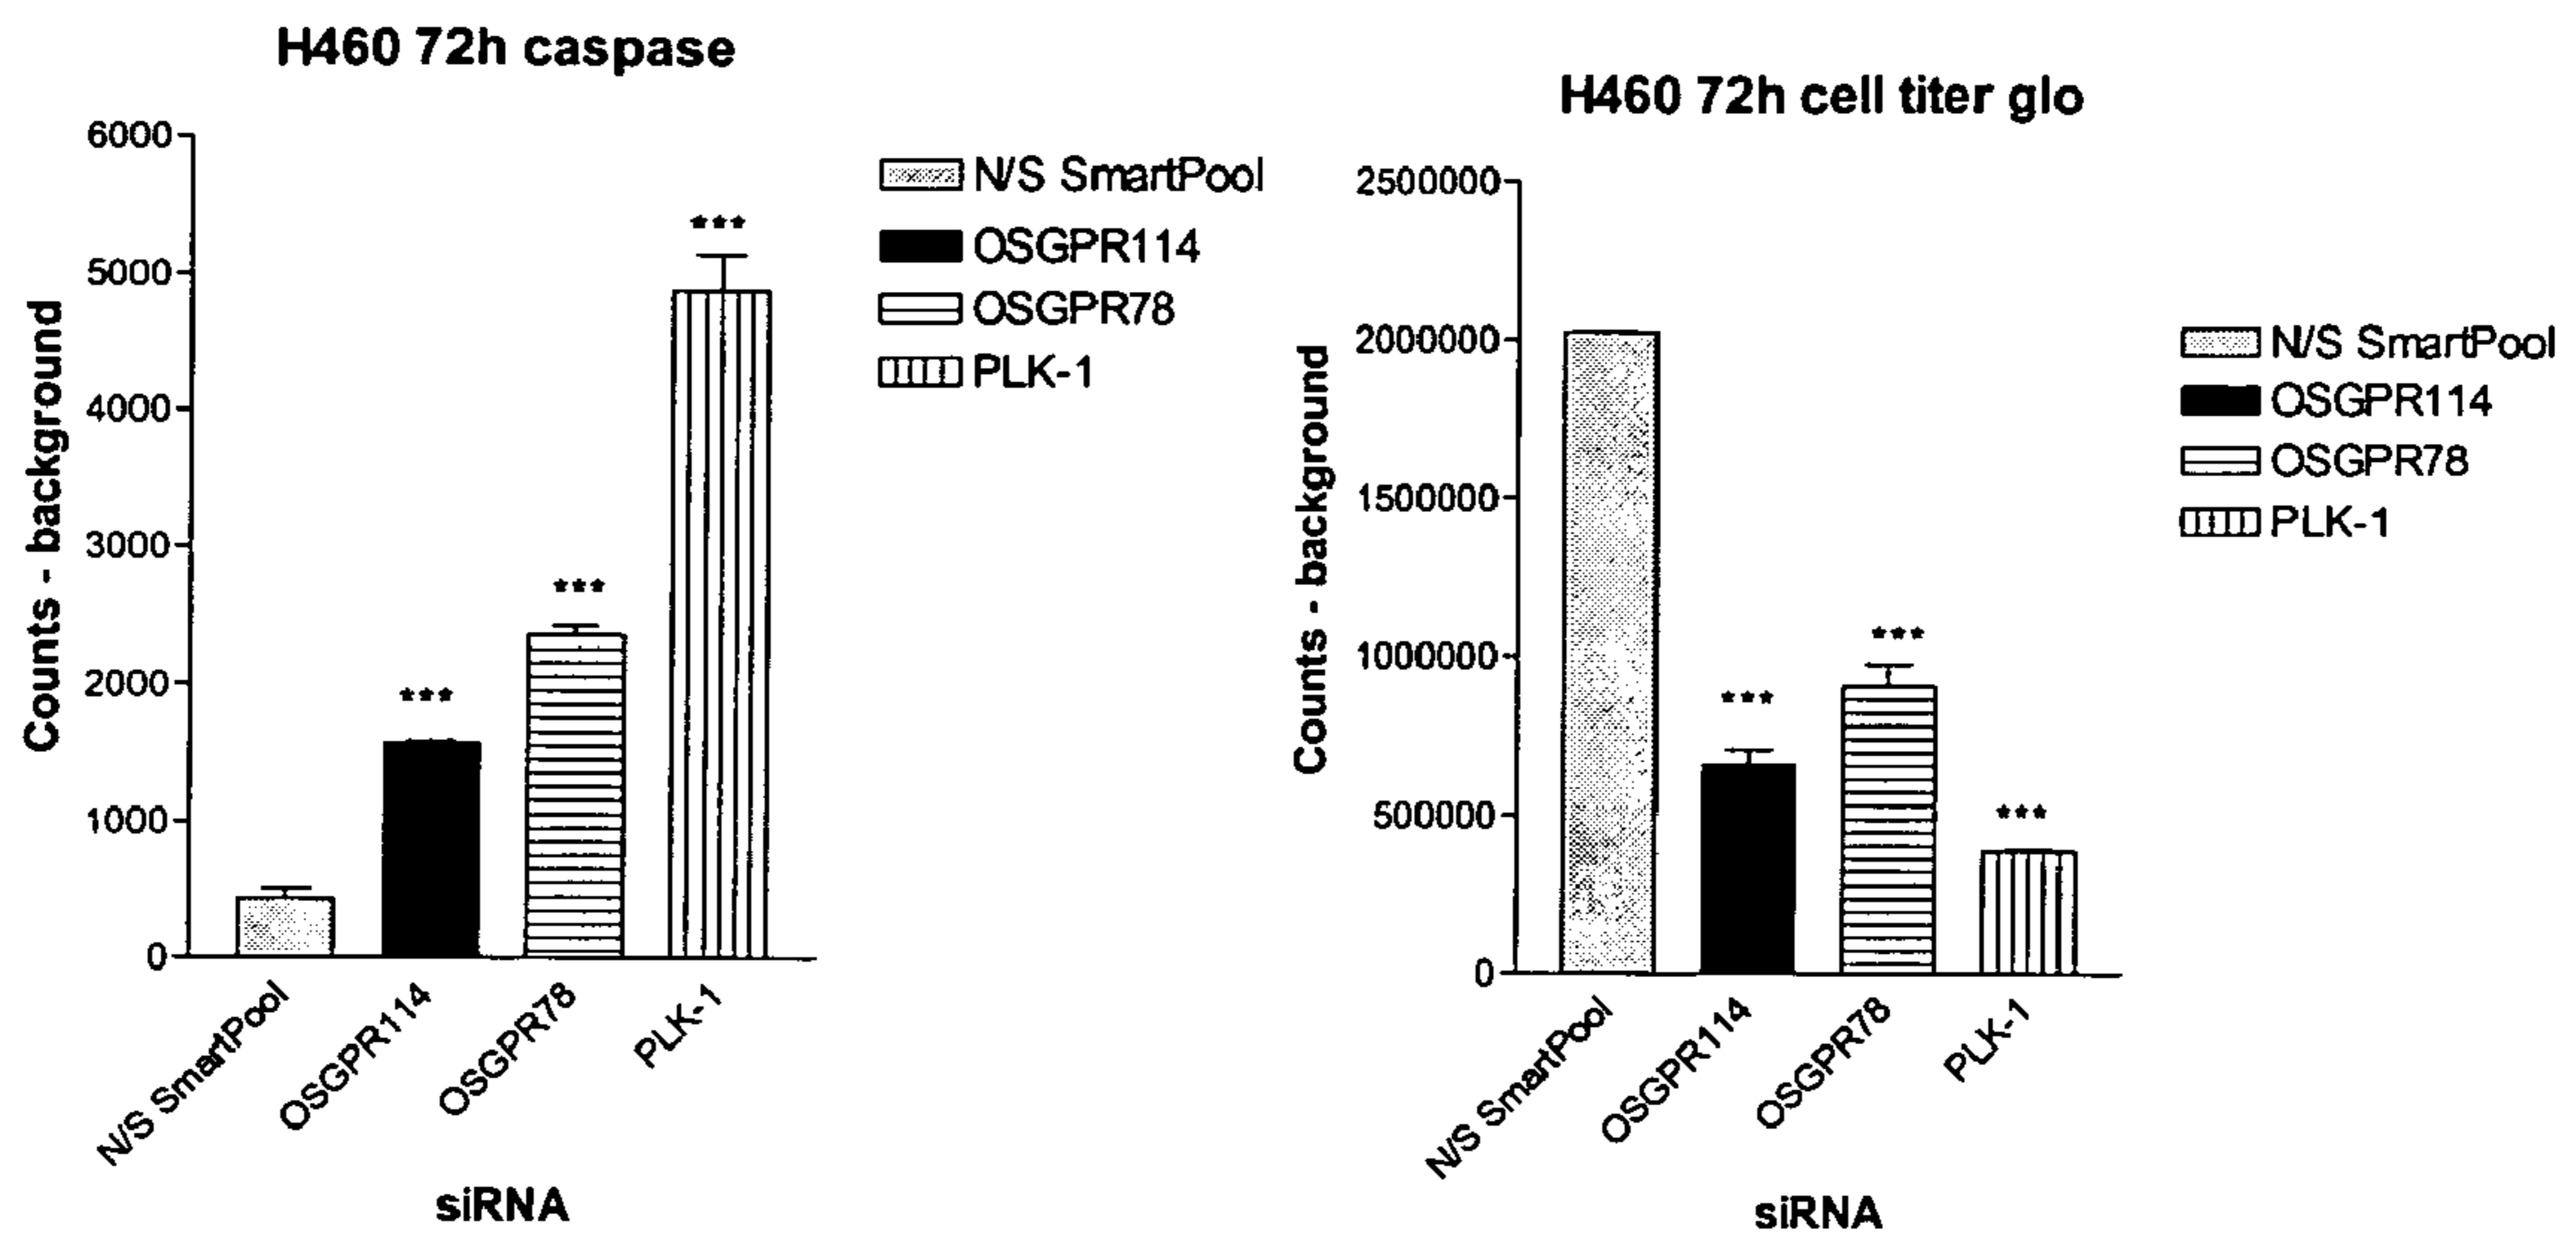 H460 72h caspase
6000
5000
4000
3000
2000
1000
0
Counts - background
***
***
***
N/S SmartPool
OSGPR114
OSGPR78
PLK-1
siRNA
N/S SmartPool
OSGPR114
OSGPR78
PLK-1
H460 72h cell titer glo
2500000
2000000
1500000
1000000
500000
0
Counts - background
***
***
***
N/S SmartPool
OSGPR114
OSGPR78
PLK-1
siRNA
N/S SmartPool
OSGPR114
OSGPR78
PLK-1